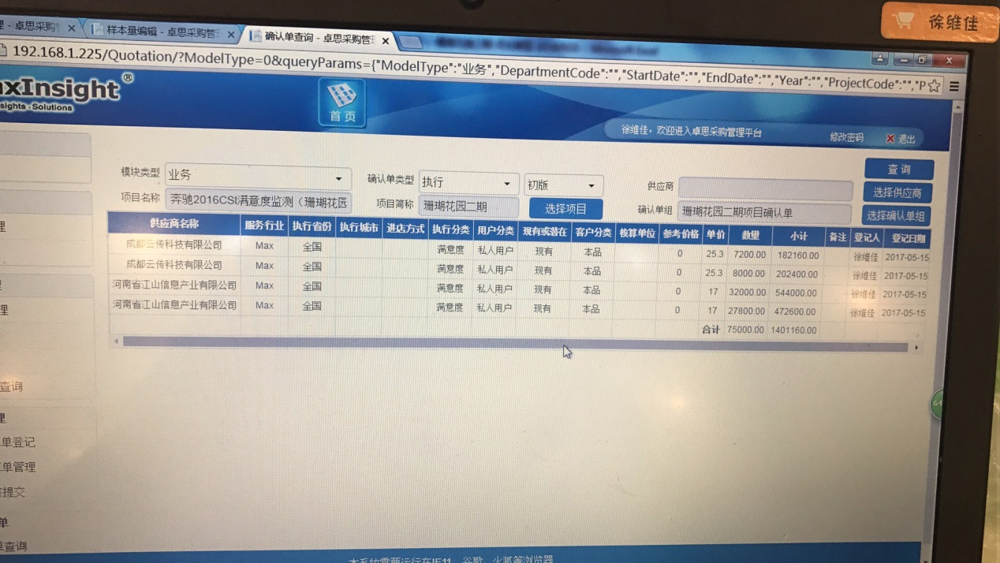 徐维佳
理 - 卓思采购管
样本量编辑 - 卓思采购管
确认单查询 - 卓思采购管
192.168.1.225/Quotation/?ModelType=0&queryParams={"ModelType":"业务","DepartmentCode":"","StartDate":"","EndDate":"","Year":"","ProjectCode":"","P
axInsight®
sights · Solutions
首页
徐维佳，欢迎进入卓思采购管理平台 修改密码 退出
模块类型 业务 确认单类型 执行 初版 供应商 查询
选择供应商
项目名称 奔驰2016CSI满意度监测（珊瑚花园 项目简称 珊瑚花园二期 选择项目 确认单组 珊瑚花园二期项目确认单 选择确认单组
供应商名称 服务行业 执行省份 执行城市 进店方式 执行分类 用户分类 现有或潜在 客户分类 核算单位 参考价格 单价 数量 小计 备注 登记人 登记日期
成都云传科技有限公司 Max 全国 满意度 私人用户 现有 本品 0 25.3 7200.00 182160.00 徐维佳 2017-05-15
成都云传科技有限公司 Max 全国 满意度 私人用户 现有 本品 0 25.3 8000.00 202400.00 徐维佳 2017-05-15
河南省江山信息产业有限公司 Max 全国 满意度 私人用户 现有 本品 0 17 32000.00 544000.00 徐维佳 2017-05-15
河南省江山信息产业有限公司 Max 全国 满意度 私人用户 现有 本品 0 17 27800.00 472600.00 徐维佳 2017-05-15
合计 75000.00 1401160.00
理
理
查询
理
单登记
单管理
提交
单
单查询
本系统需要运行在IE11、谷歌、火狐等浏览器